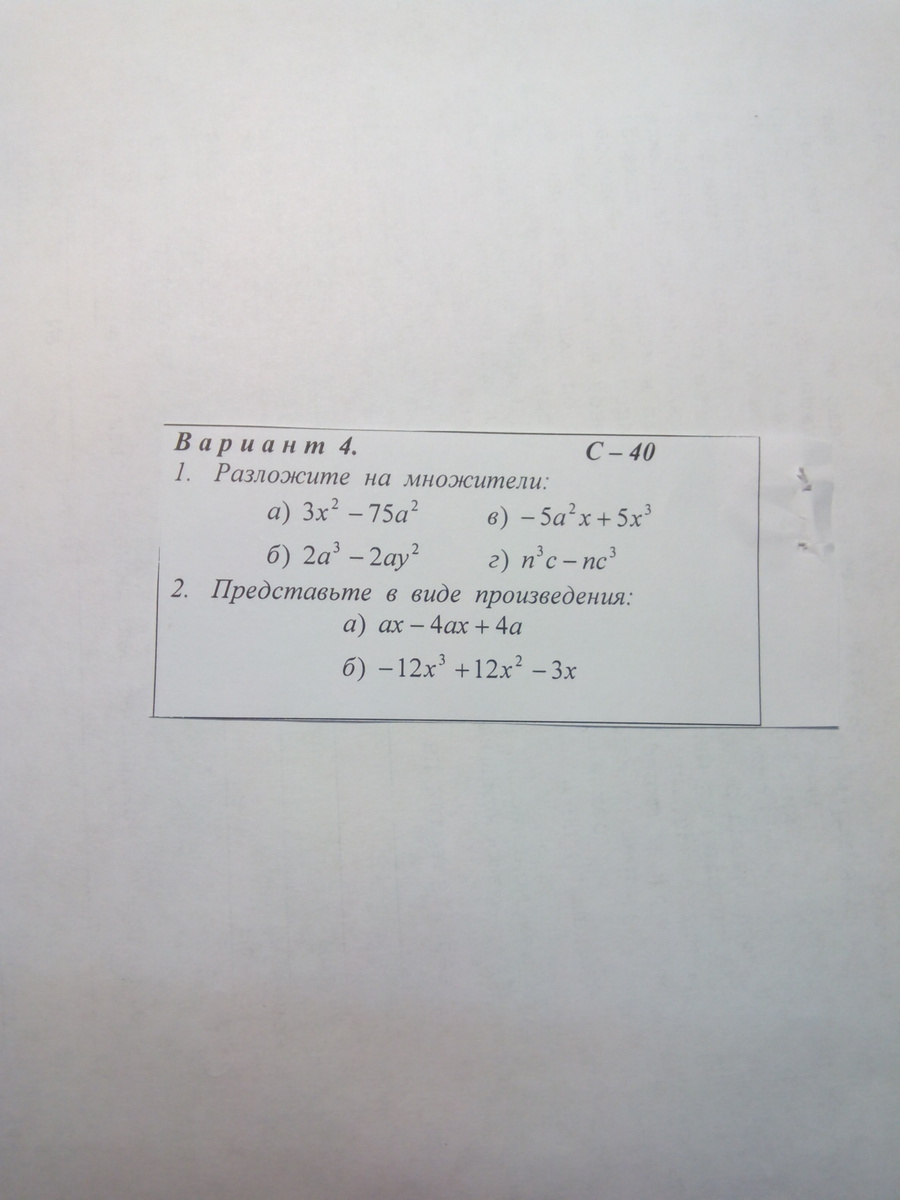 Вариант 4. С – 40
1. Разложите на множители:
а) 3x² – 75a² в) – 5a²x + 5x³
б) 2a³ – 2ay² г) n³c – nc³
2. Представьте в виде произведения:
а) ax – 4ax + 4a
б) –12x³ +12x² – 3x